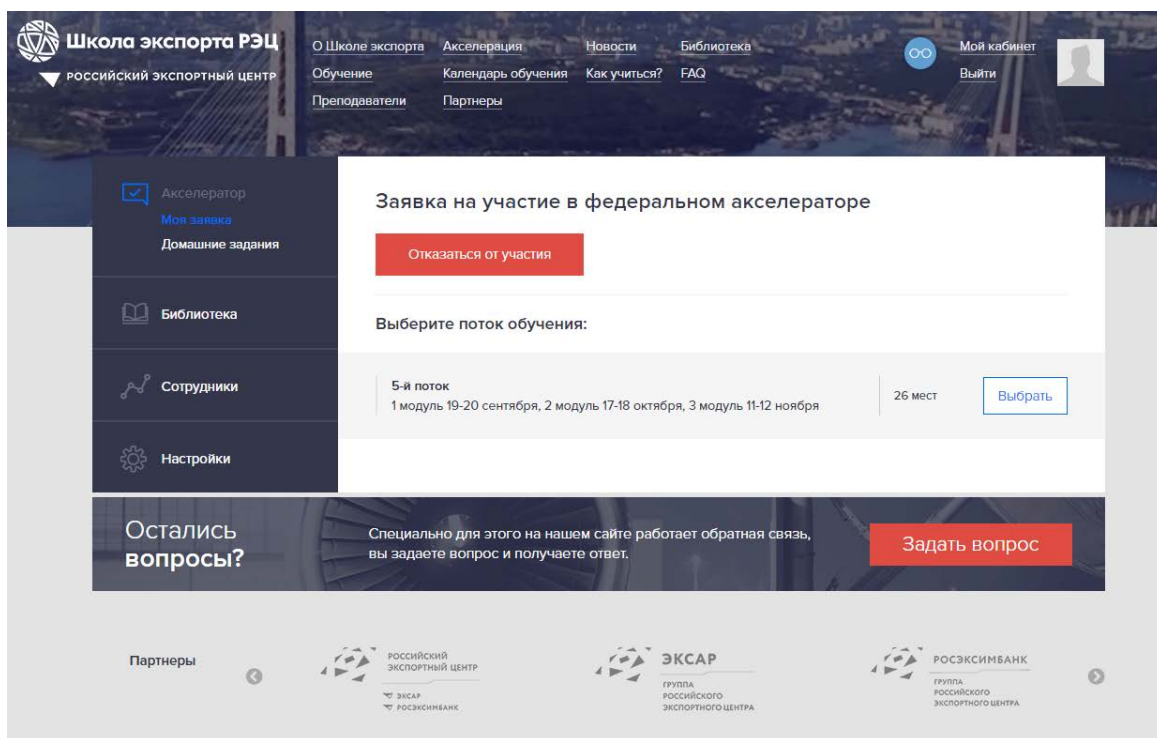 Школа экспорта РЭЦ
РОССИЙСКИЙ ЭКСПОРТНЫЙ ЦЕНТР
О Школе экспорта
Акселерация
Новости
Библиотека
Обучение
Календарь обучения
Как учиться?
FAQ
Преподаватели
Партнеры
Мой кабинет
Выйти
Акселератор
Моя заявка
Домашние задания
Библиотека
Сотрудники
Настройки
Заявка на участие в федеральном акселераторе
Отказаться от участия
Выберите поток обучения:
5-й поток
1 модуль 19-20 сентября, 2 модуль 17-18 октября, 3 модуль 11-12 ноября
26 мест
Выбрать
Остались
вопросы?
Специально для этого на нашем сайте работает обратная связь,
вы задаете вопрос и получаете ответ.
Задать вопрос
Партнеры
РОССИЙСКИЙ
ЭКСПОРТНЫЙ ЦЕНТР
ЭКСАР
РОСЭКСИМБАНК
ЭКСАР
ГРУППА
РОССИЙСКОГО
ЭКСПОРТНОГО ЦЕНТРА
РОСЭКСИМБАНК
ГРУППА
РОССИЙСКОГО
ЭКСПОРТНОГО ЦЕНТРА